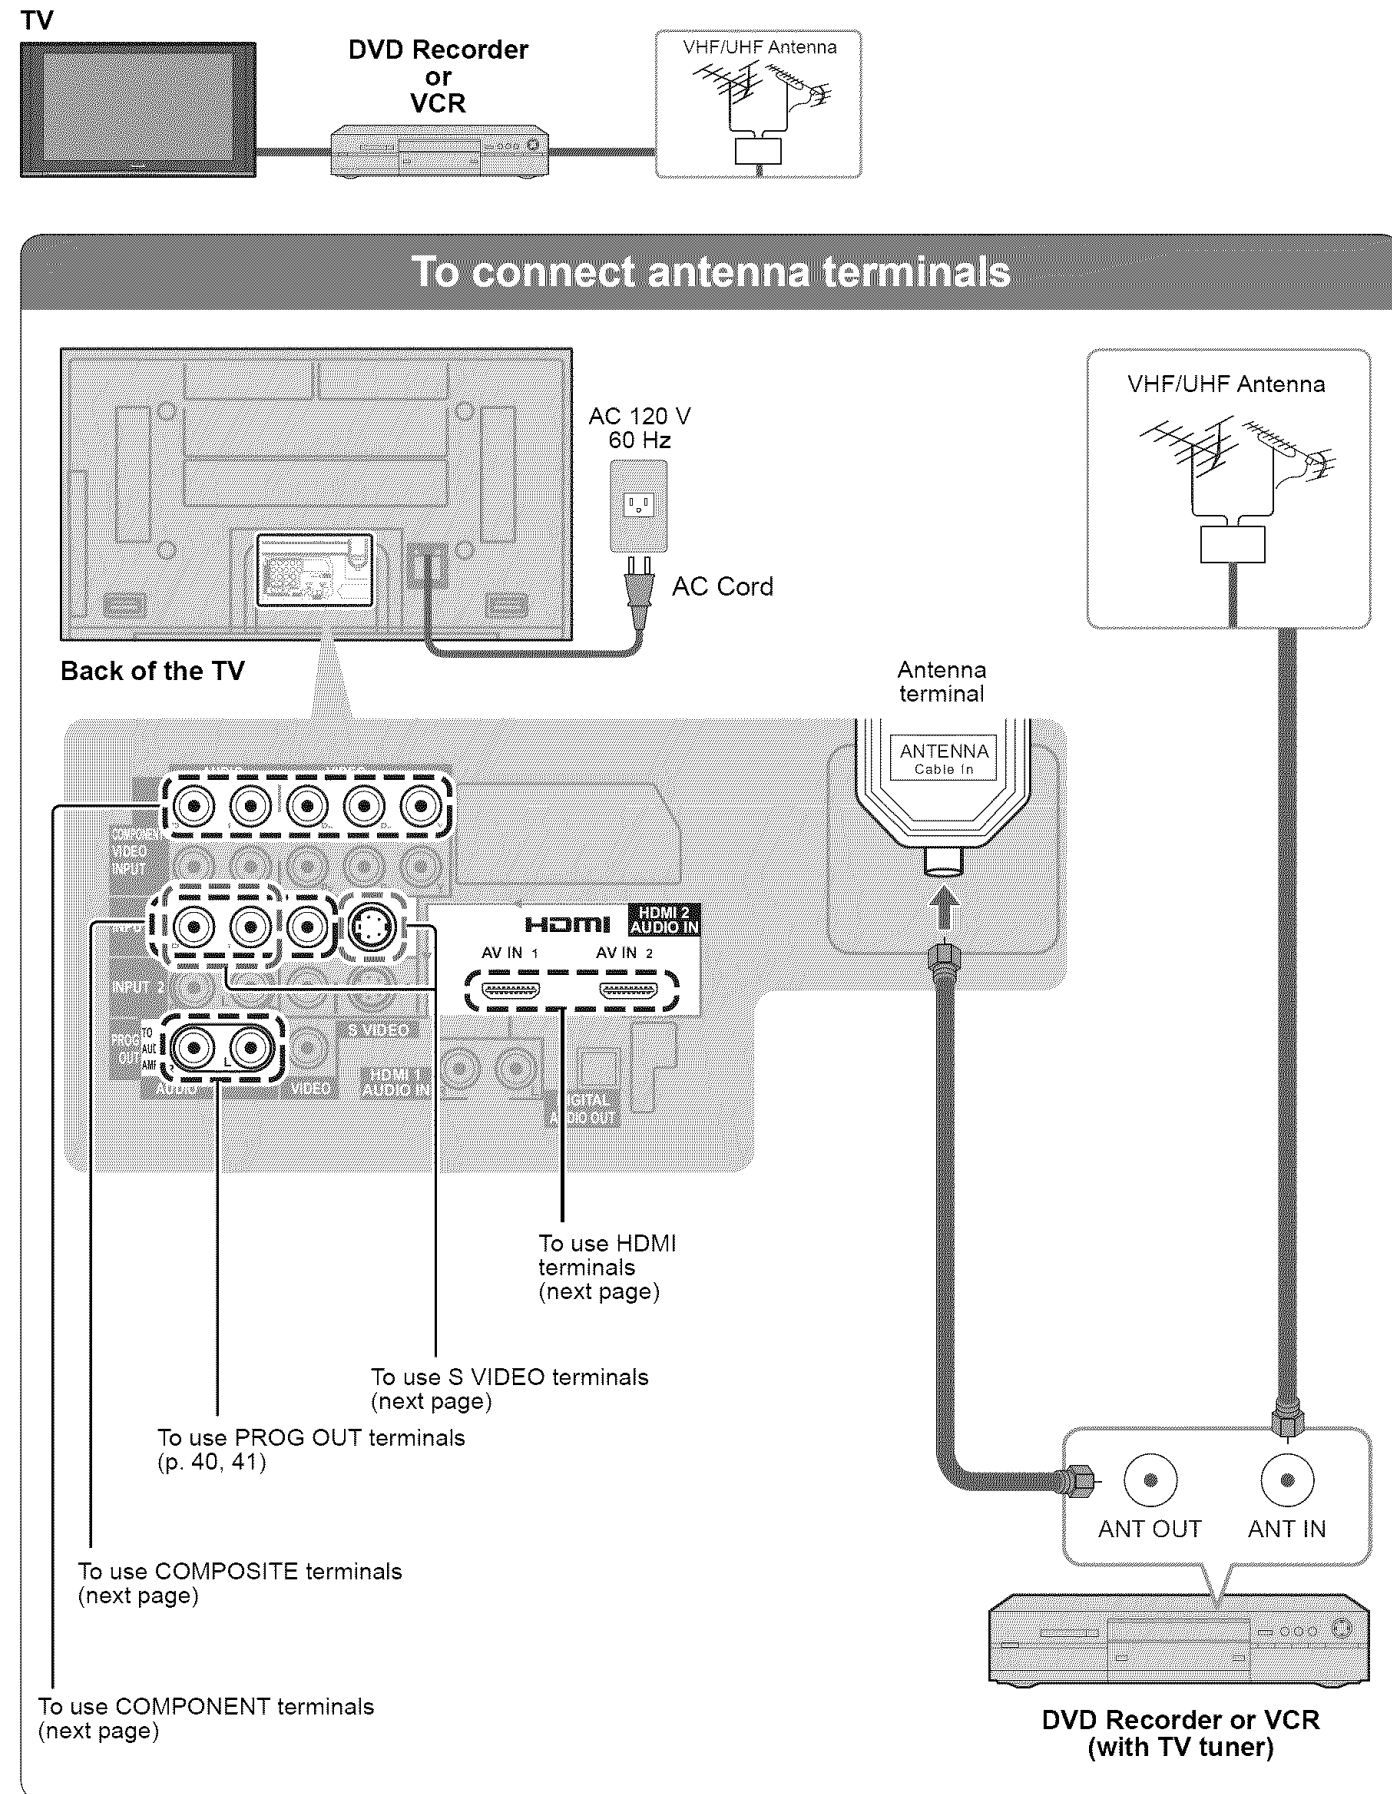 TV
DVD Recorder
or
VCR
VHF/UHF Antenna
To connect antenna terminals
AC 120 V
60 Hz
AC Cord
VHF/UHF Antenna
Back of the TV
Antenna
terminal
ANTENNA
Cable In
COMPONENT
VIDEO
INPUT
HDMI
HDMI 2
AUDIO IN
AV IN 1
AV IN 2
INPUT 2
S VIDEO
PROG
OUT
TO
L
AUDIO
VIDEO
HDMI 1
AUDIO IN
DIGITAL
AUDIO OUT
To use HDMI
terminals
(next page)
To use S VIDEO terminals
(next page)
To use PROG OUT terminals
(p. 40, 41)
To use COMPOSITE terminals
(next page)
To use COMPONENT terminals
(next page)
ANT OUT
ANT IN
DVD Recorder or VCR
(with TV tuner)